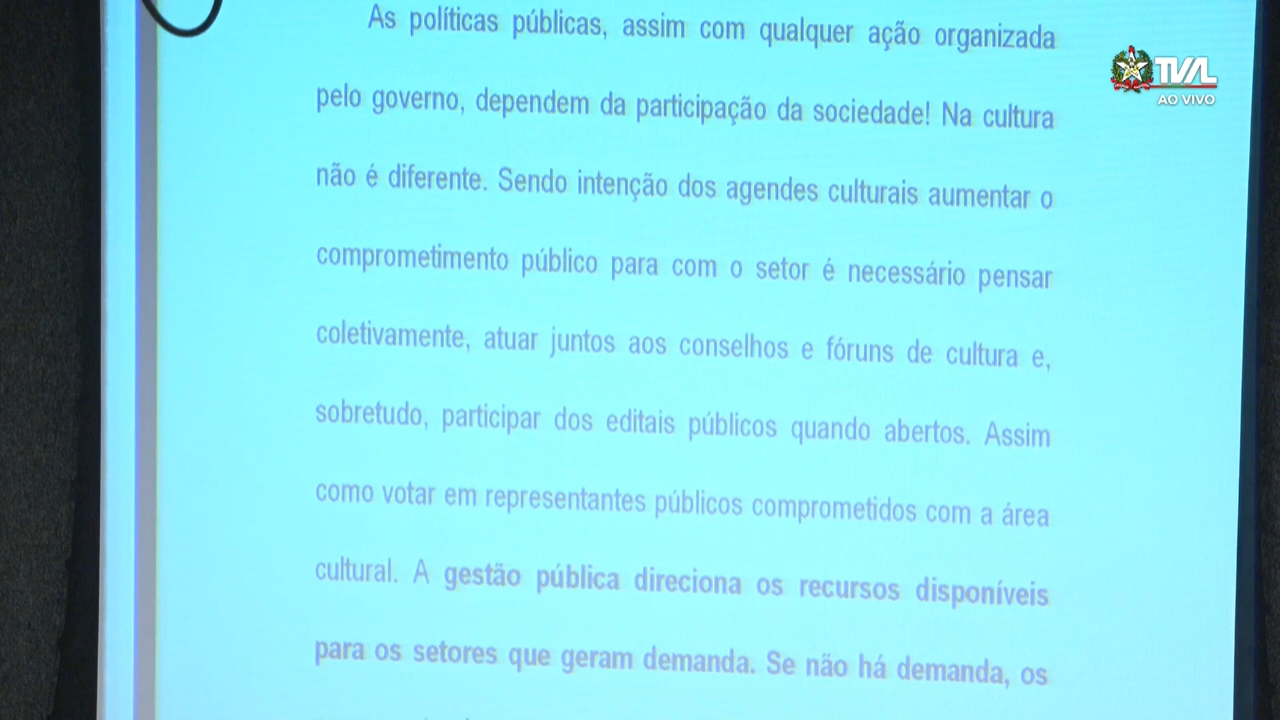 As políticas públicas, assim com qualquer ação organizada
pelo governo, dependem da participação da sociedade! Na cultura
não é diferente. Sendo intenção dos agendes culturais aumentar o
comprometimento público para com o setor é necessário pensar
coletivamente, atuar juntos aos conselhos e fóruns de cultura e,
sobretudo, participar dos editais públicos quando abertos. Assim
como votar em representantes públicos comprometidos com a área
cultural. A gestão pública direciona os recursos disponíveis
para os setores que geram demanda. Se não há demanda, os
TVAL
AO VIVO